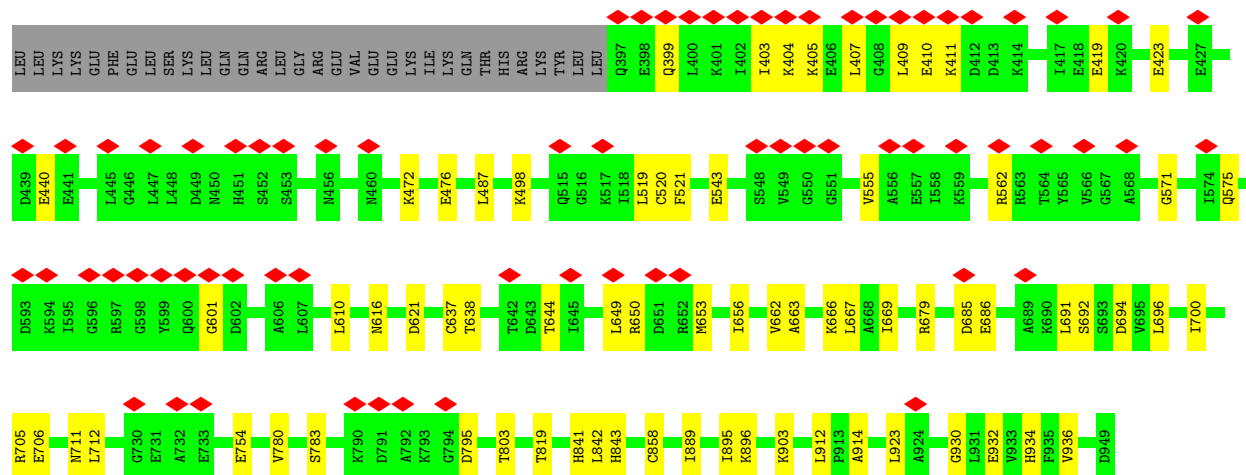 LEU LEU LYS LYS GLU PHE GLU LEU SER LYS LEU GLN GLN ARG LEU GLY ARG GLU VAL GLU GLU LYS ILE LYS GLN THR HIS ARG LYS TYR LEU LEU Q397 E398 Q399 L400 K401 I402 I403 K404 K405 E406 L407 G408 L409 E410 K411 D412 D413 K414 I417 E418 E419 K420 E423 E427
D439 E440 E441 L445 G446 L447 L448 D449 N450 H451 S452 S453 N456 N460 K472 E476 L487 K498 Q515 G516 K517 I518 L519 C520 F521 E543 S548 V549 G550 G551 V555 A556 E557 I558 K559 R562 R563 T564 Y565 V566 G567 A568 G571 I574 Q575
D593 K594 I595 G596 R597 G598 Y599 Q600 G601 D602 A606 L607 L610 N616 D621 C637 T638 T642 D643 T644 I645 L649 R650 D651 R652 M653 I656 V662 A663 K666 L667 A668 I669 R679 D685 E686 A689 K690 L691 S692 S693 D694 V695 L696 I700
R705 E706 N711 L712 G730 E731 A732 E733 E754 V780 S783 K790 D791 A792 K793 G794 D795 T803 T819 H841 L842 H843 C858 I889 I895 K896 K903 L912 P913 A914 L923 A924 G930 L931 E932 V933 H934 F935 V936 D949